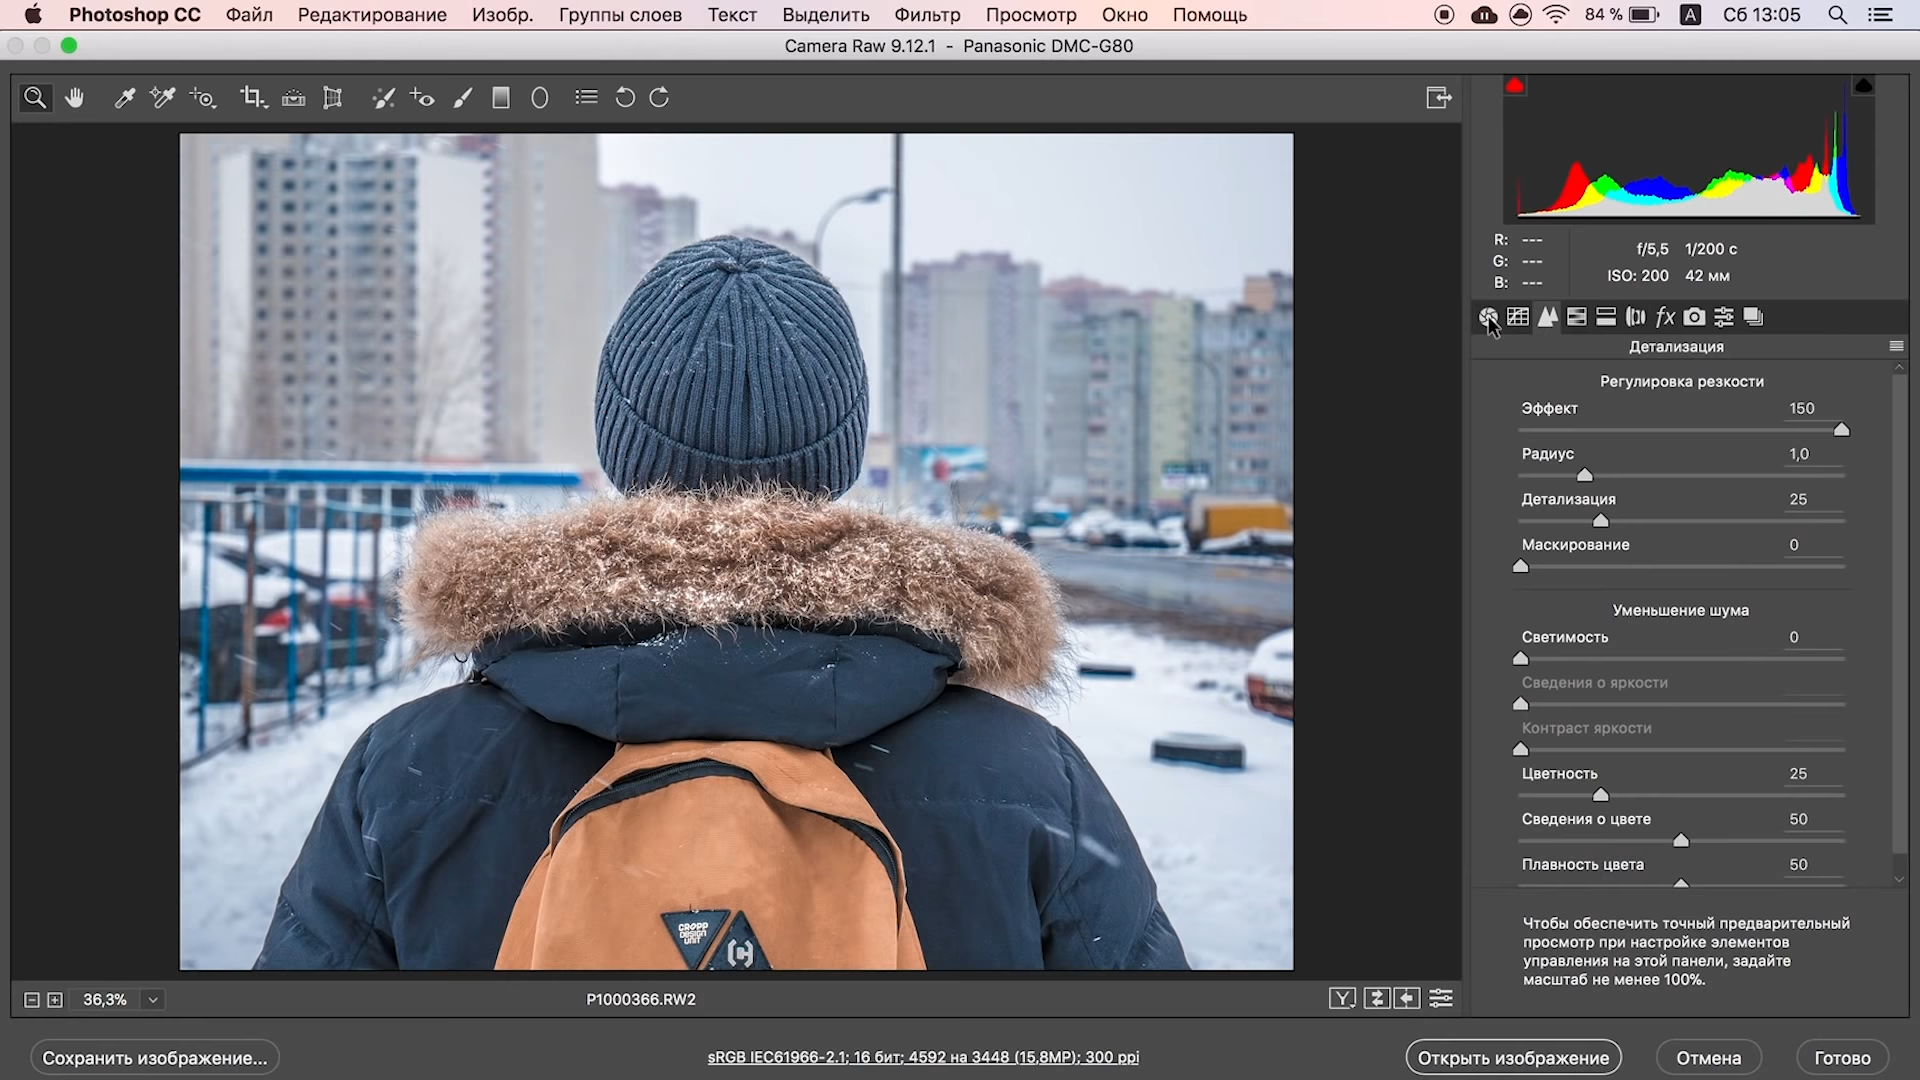 Photoshop CC Файл Редактирование Изобр. Группы слоев Текст Выделить Фильтр Просмотр Окно Помощь 84 % A Сб 13:05
Camera Raw 9.12.1 - Panasonic DMC-G80
R: ---
G: ---
B: ---
f/5,5 1/200 с
ISO: 200 42 мм
fx
Детализация
Регулировка резкости
Эффект 150
Радиус 1,0
Детализация 25
Маскирование 0
Уменьшение шума
Светимость 0
Сведения о яркости
Контраст яркости
Цветность 25
Сведения о цвете 50
Плавность цвета 50
Чтобы обеспечить точный предварительный
просмотр при настройке элементов
управления на этой панели, задайте
масштаб не менее 100%.
CROPP
DESIGN
UNIT
[C]
36,3% P1000366.RW2 Y
Сохранить изображение... sRGB IEC61966-2.1; 16 бит; 4592 на 3448 (15,8MP); 300 ppi Открыть изображение Отмена Готово